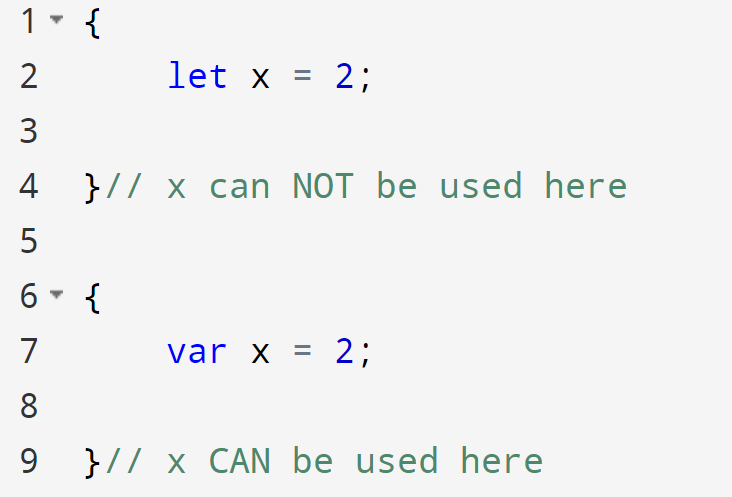 1 {
2     let x = 2;
3
4 }// x can NOT be used here
5
6 {
7     var x = 2;
8
9 }// x CAN be used here